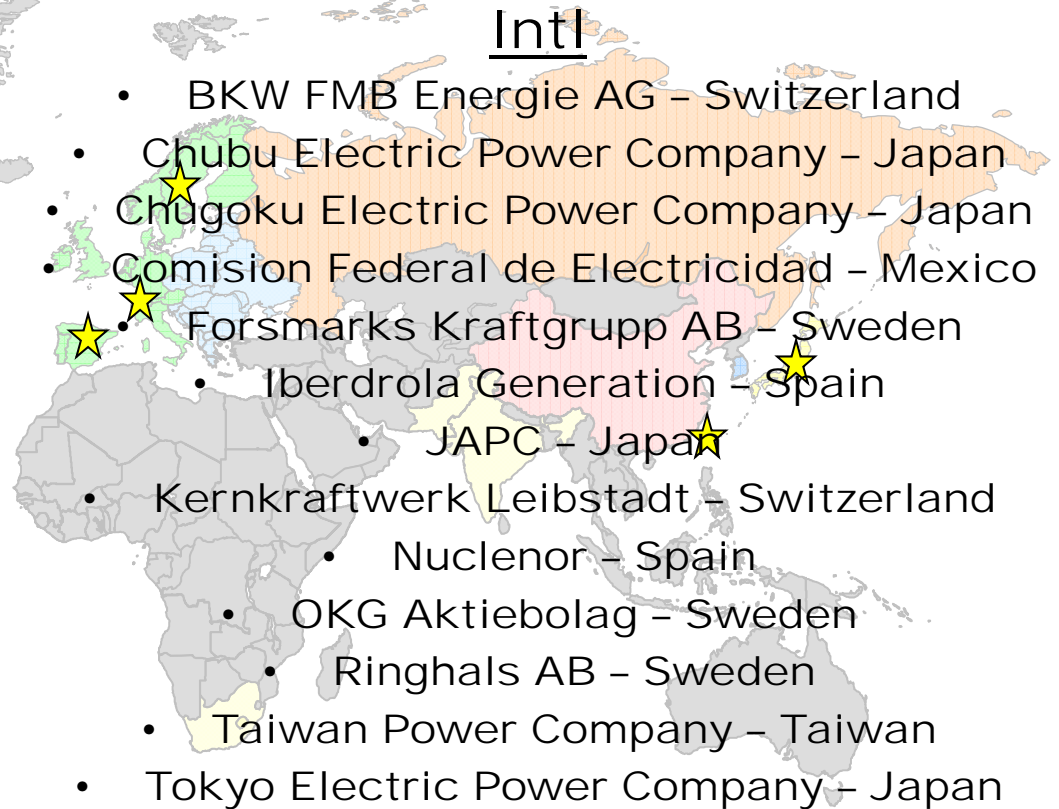 Intl
• BKW FMB Energie AG – Switzerland
• Chubu Electric Power Company – Japan
• Chugoku Electric Power Company – Japan
• Comision Federal de Electricidad – Mexico
• Forsmarks Kraftgrupp AB – Sweden
• Iberdrola Generation – Spain
• JAPC – Japan
• Kernkraftwerk Leibstadt – Switzerland
• Nuclenor – Spain
• OKG Aktiebolag – Sweden
• Ringhals AB – Sweden
• Taiwan Power Company – Taiwan
• Tokyo Electric Power Company – Japan